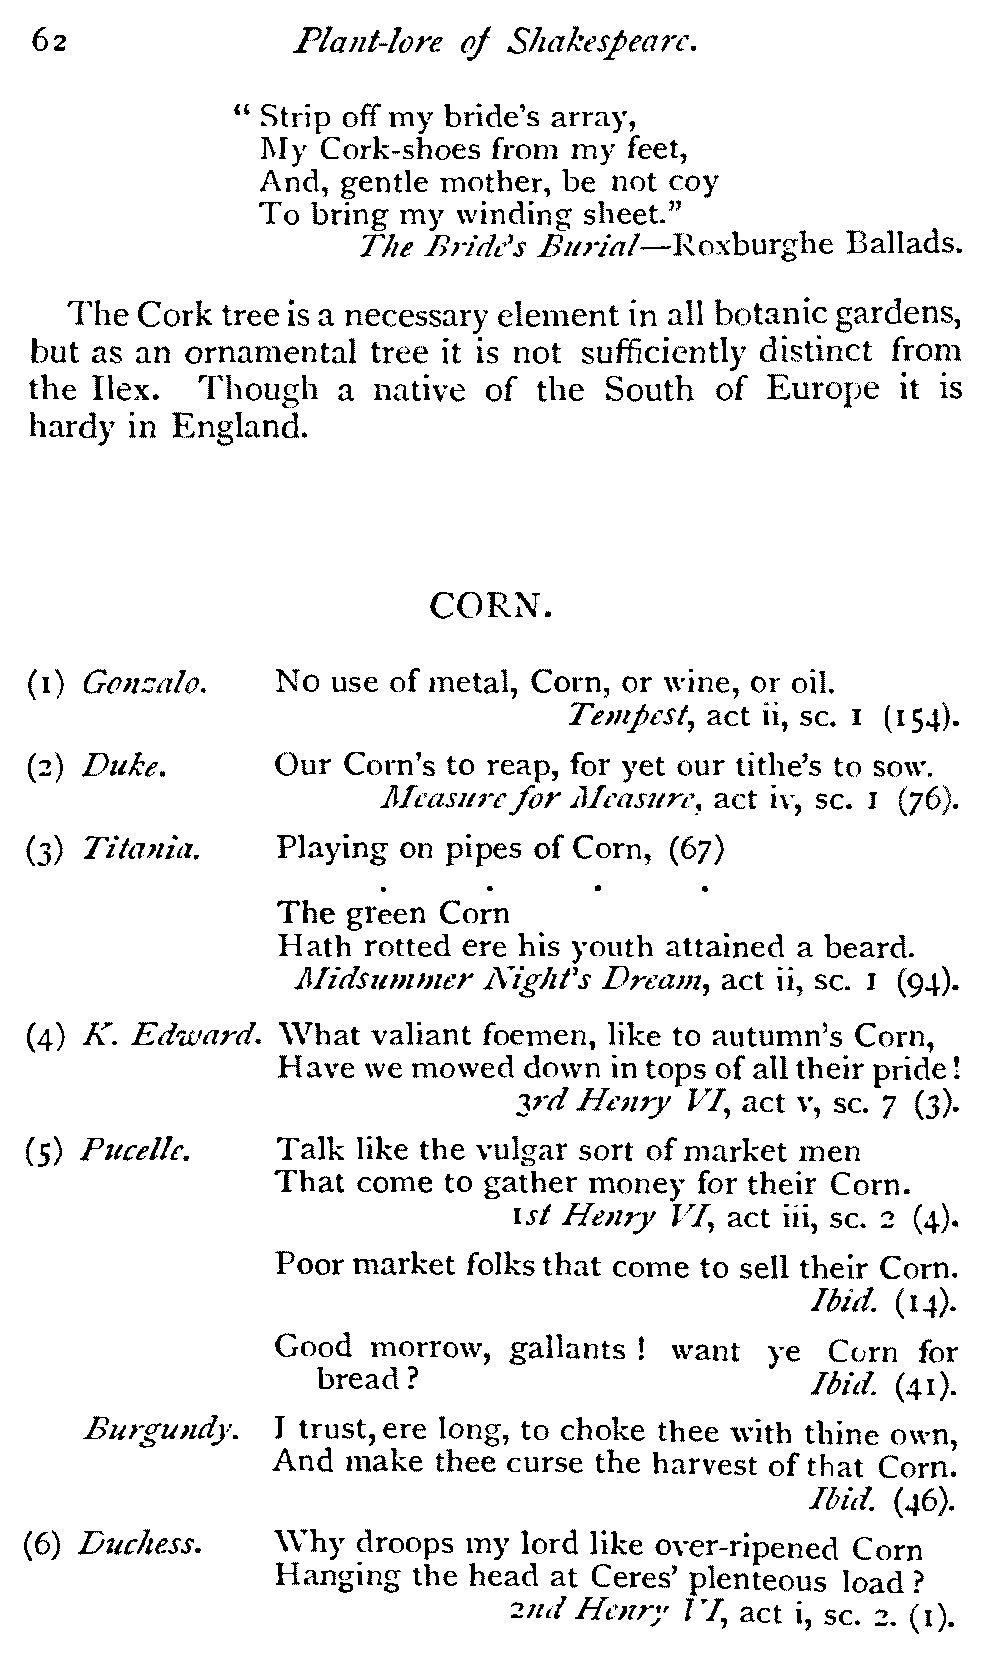 62 Plant-lore of Shakespeare.
“ Strip off my bride's array,
My Cork-shoes from my feet,
And, gentle mother, be not coy
To bring my winding sheet.”
The Bride's Burial—Roxburghe Ballads.
The Cork tree is a necessary element in all botanic gardens,
but as an ornamental tree it is not sufficiently distinct from
the Ilex. Though a native of the South of Europe it is
hardy in England.
CORN.
(1) Gonzalo. No use of metal, Corn, or wine, or oil.
Tempest, act ii, sc. 1 (154).
(2) Duke. Our Corn's to reap, for yet our tithe's to sow.
Measure for Measure, act iv, sc. 1 (76).
(3) Titania. Playing on pipes of Corn, (67)
. . . .
The green Corn
Hath rotted ere his youth attained a beard.
Midsummer Night's Dream, act ii, sc. 1 (94).
(4) K. Edward. What valiant foemen, like to autumn's Corn,
Have we mowed down in tops of all their pride!
3rd Henry VI, act v, sc. 7 (3).
(5) Pucelle. Talk like the vulgar sort of market men
That come to gather money for their Corn.
1st Henry VI, act iii, sc. 2 (4).
Poor market folks that come to sell their Corn.
Ibid. (14).
Good morrow, gallants ! want ye Corn for
bread ? Ibid. (41).
Burgundy. I trust, ere long, to choke thee with thine own,
And make thee curse the harvest of that Corn.
Ibid. (46).
(6) Duchess. Why droops my lord like over-ripened Corn
Hanging the head at Ceres' plenteous load ?
2nd Henry VI, act i, sc. 2. (1).